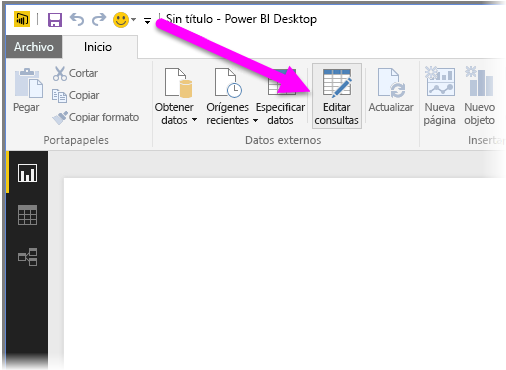 Sin título - Power BI Desktop
Archivo
Inicio
Pegar
Cortar
Copiar
Copiar formato
Portapapeles
Obtener
datos
Orígenes
recientes
Especificar
datos
Editar
consultas
Actualizar
Datos externos
Nueva
página
Nuevo
objeto
Inserta